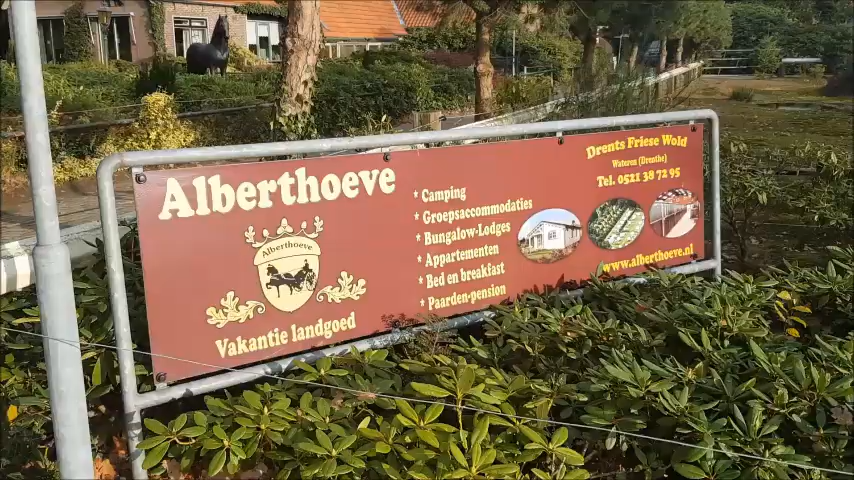 Alberthoeve
Alberthoeve
Vakantie landgoed
* Camping
* Groepsaccommodaties
* Bungalow-Lodges
* Appartementen
* Bed en breakfast
* Paarden-pension
Drents Friese Wold
Wateren (Drenthe)
Tel. 0521 38 72 95
www.alberthoeve.nl